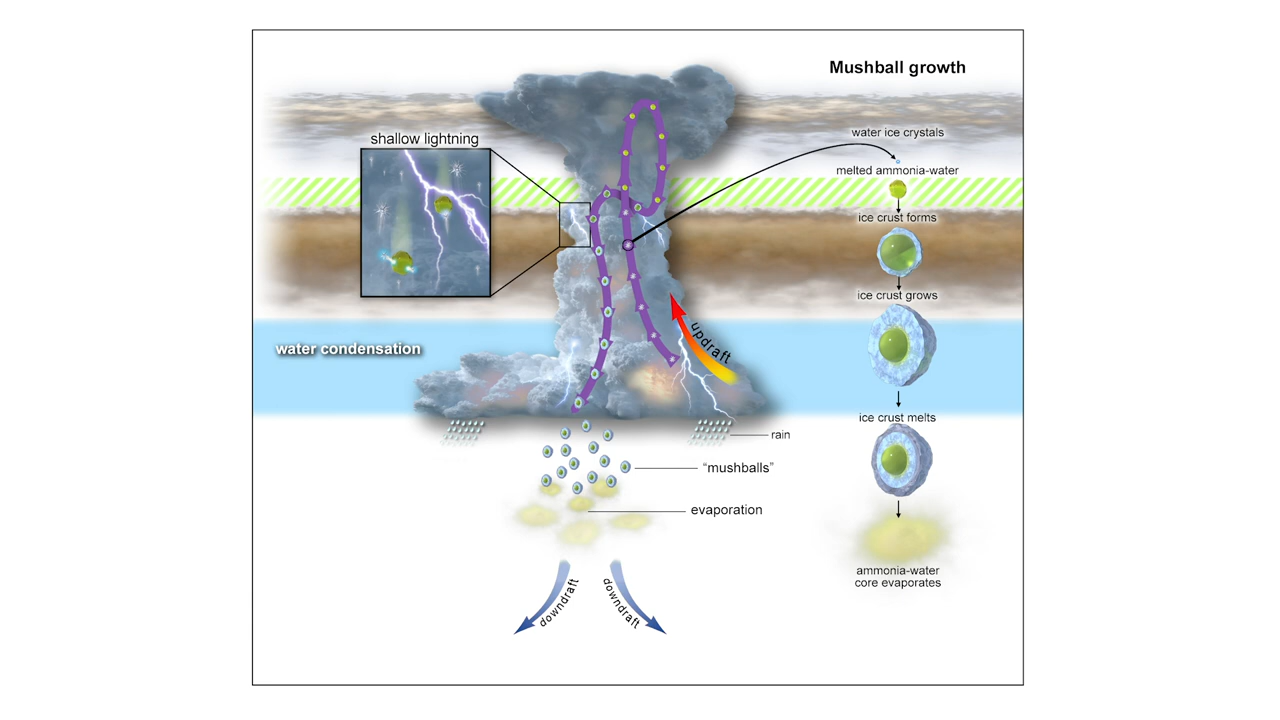 Mushball growth
shallow lightning
water ice crystals
melted ammonia-water
ice crust forms
ice crust grows
updraft
water condensation
ice crust melts
rain
“mushballs”
evaporation
ammonia-water
core evaporates
downdraft
downdraft